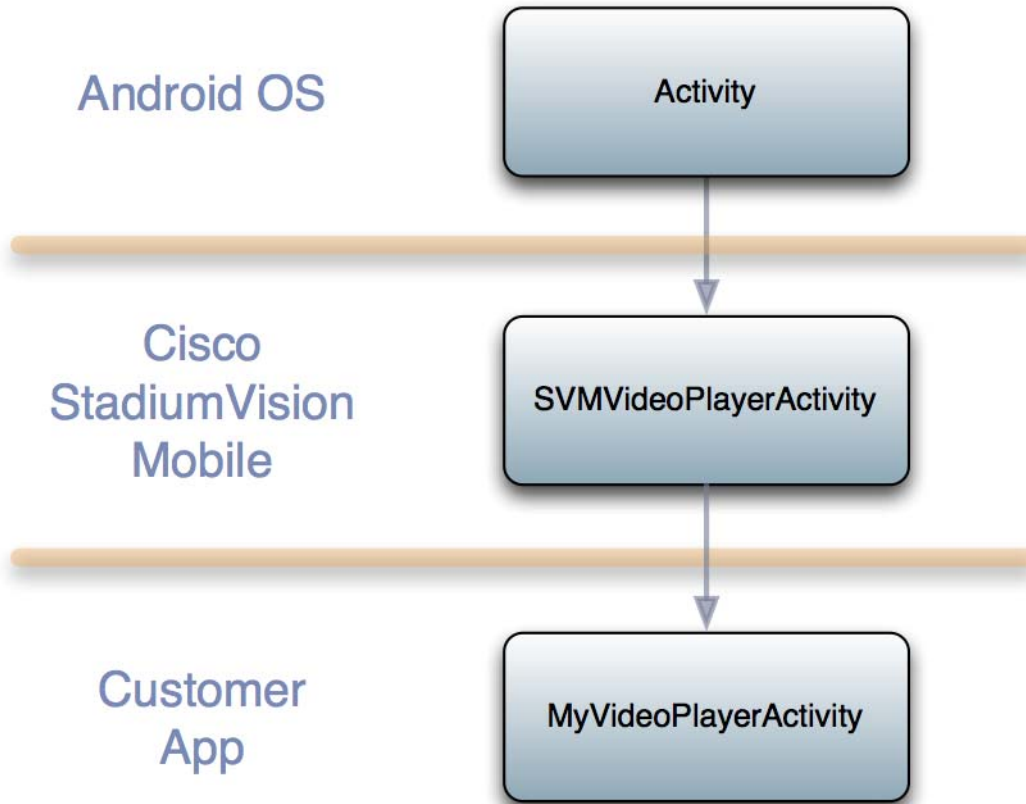 Android OS
Activity
Cisco
StadiumVision
Mobile
SVMVideoPlayerActivity
Customer
App
MyVideoPlayerActivity